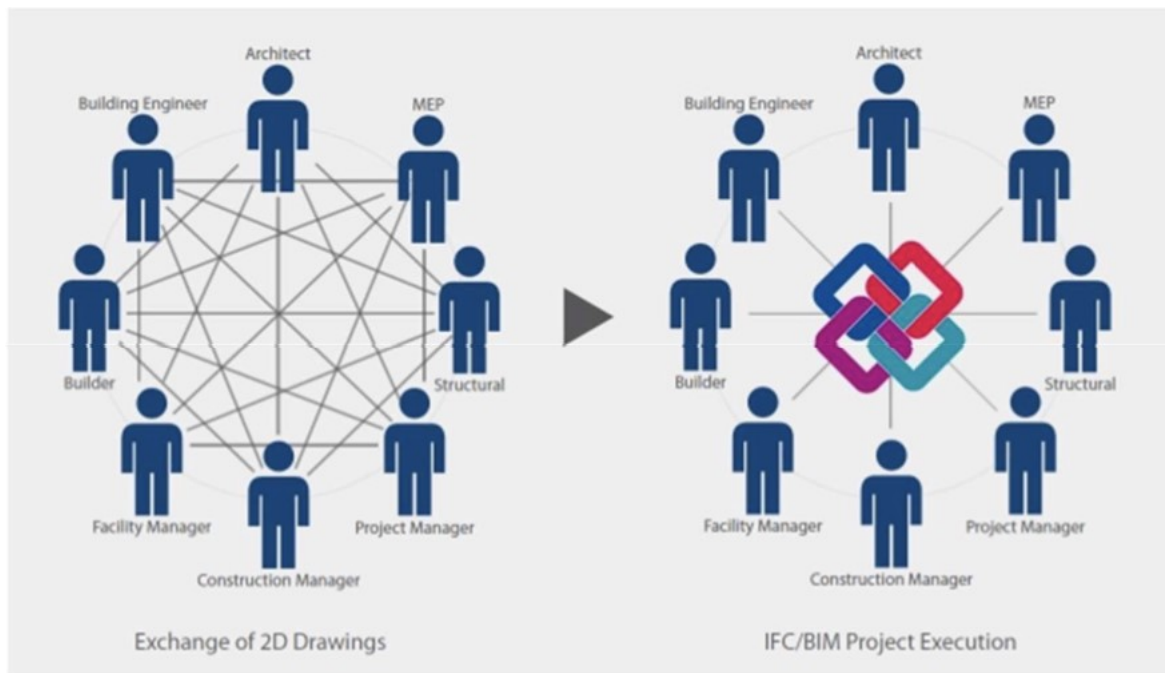 Architect
Building Engineer
MEP
Builder
Structural
Facility Manager
Project Manager
Construction Manager
Exchange of 2D Drawings
Architect
Building Engineer
MEP
Builder
Structural
Facility Manager
Project Manager
Construction Manager
IFC/BIM Project Execution